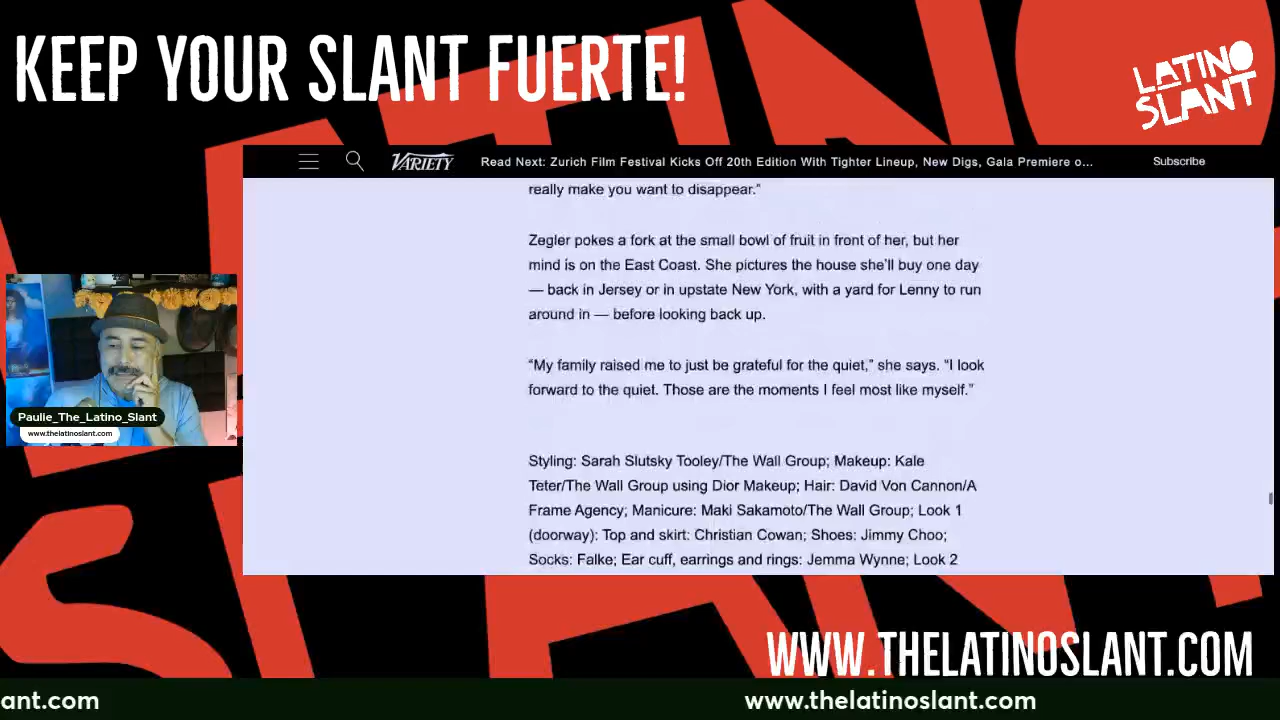 KEEP YOUR SLANT FUERTE!
LATINO
SLANT
VARIETY
Read Next: Zurich Film Festival Kicks Off 20th Edition With Tighter Lineup, New Digs, Gala Premiere o...
Subscribe
really make you want to disappear.”
Zegler pokes a fork at the small bowl of fruit in front of her, but her
mind is on the East Coast. She pictures the house she’ll buy one day
— back in Jersey or in upstate New York, with a yard for Lenny to run
around in — before looking back up.
“My family raised me to just be grateful for the quiet,” she says. “I look
forward to the quiet. Those are the moments I feel most like myself.”
Styling: Sarah Slutsky Tooley/The Wall Group; Makeup: Kale
Teter/The Wall Group using Dior Makeup; Hair: David Von Cannon/A
Frame Agency; Manicure: Maki Sakamoto/The Wall Group; Look 1
(doorway): Top and skirt: Christian Cowan; Shoes: Jimmy Choo;
Socks: Falke; Ear cuff, earrings and rings: Jemma Wynne; Look 2
Paulie_The_Latino_Slant
www.thelatinoslant.com
WWW.THELATINOSLANT.COM
ant.com
www.thelatinoslant.com